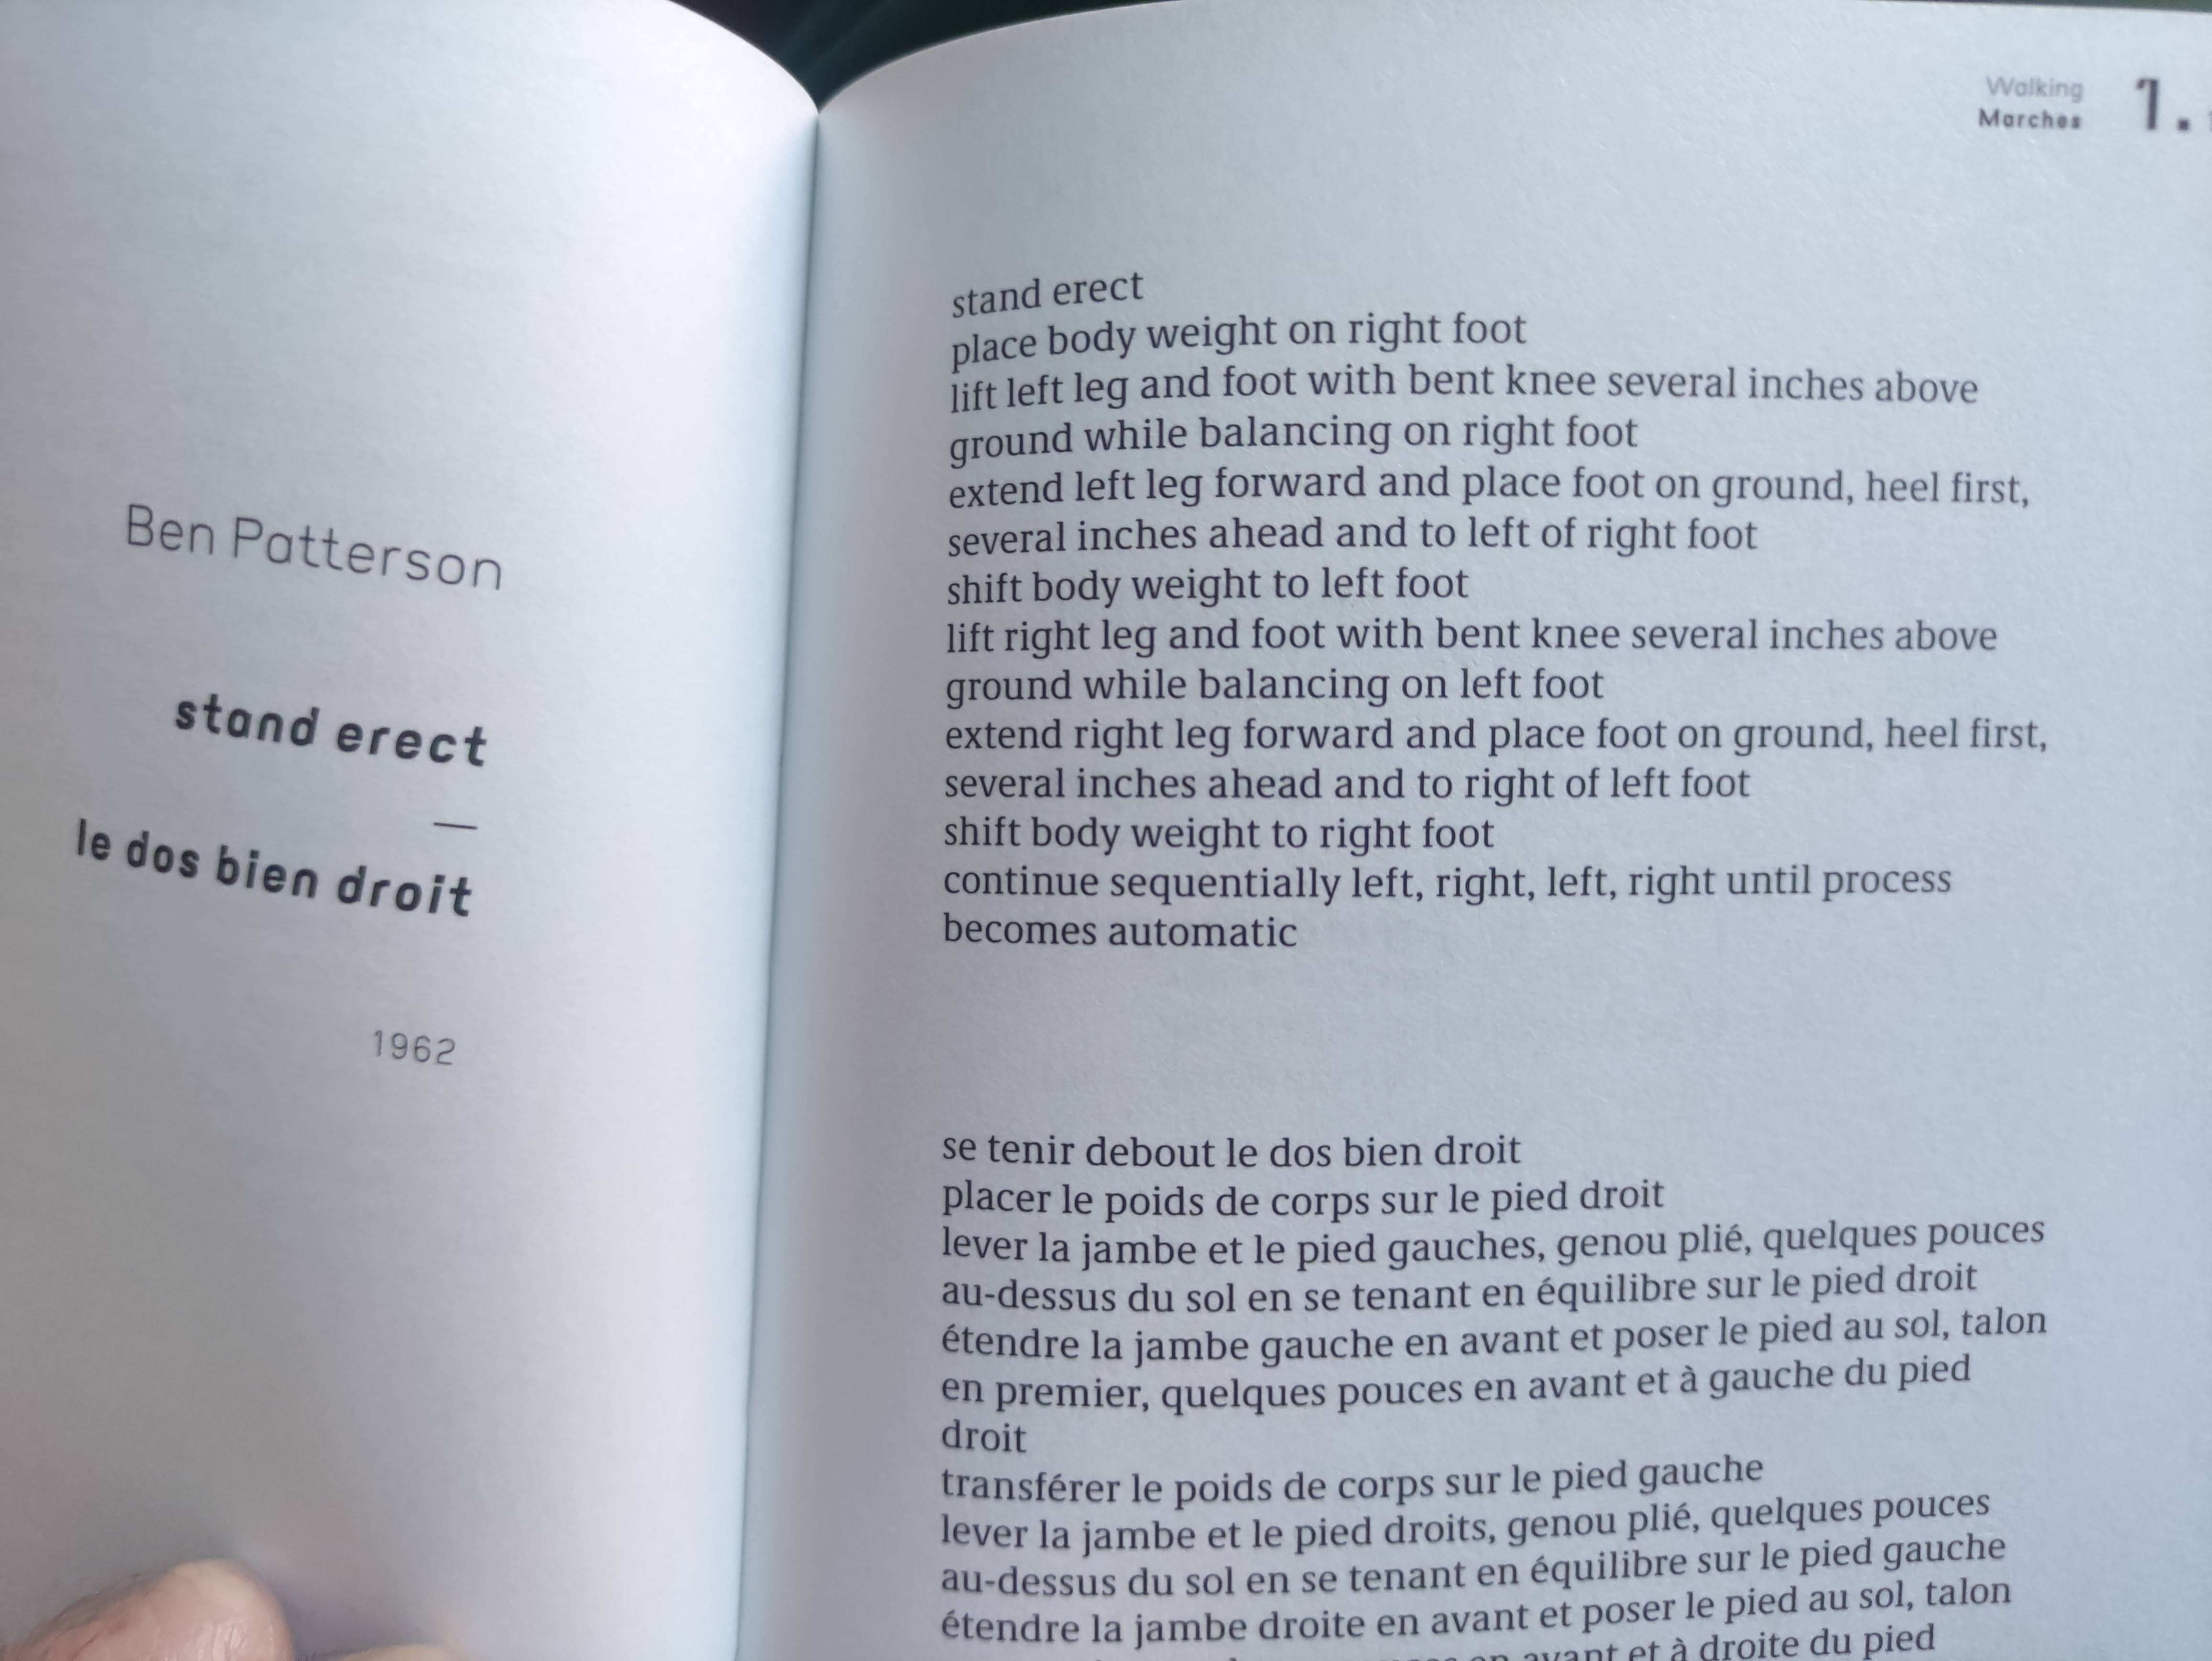 Ben Patterson
stand erect
—
le dos bien droit
1962
Walking
Marches
1.
stand erect
place body weight on right foot
lift left leg and foot with bent knee several inches above
ground while balancing on right foot
extend left leg forward and place foot on ground, heel first,
several inches ahead and to left of right foot
shift body weight to left foot
lift right leg and foot with bent knee several inches above
ground while balancing on left foot
extend right leg forward and place foot on ground, heel first,
several inches ahead and to right of left foot
shift body weight to right foot
continue sequentially left, right, left, right until process
becomes automatic
se tenir debout le dos bien droit
placer le poids de corps sur le pied droit
lever la jambe et le pied gauches, genou plié, quelques pouces
au-dessus du sol en se tenant en équilibre sur le pied droit
étendre la jambe gauche en avant et poser le pied au sol, talon
en premier, quelques pouces en avant et à gauche du pied
droit
transférer le poids de corps sur le pied gauche
lever la jambe et le pied droits, genou plié, quelques pouces
au-dessus du sol en se tenant en équilibre sur le pied gauche
étendre la jambe droite en avant et poser le pied au sol, talon
en avant et à droite du pied